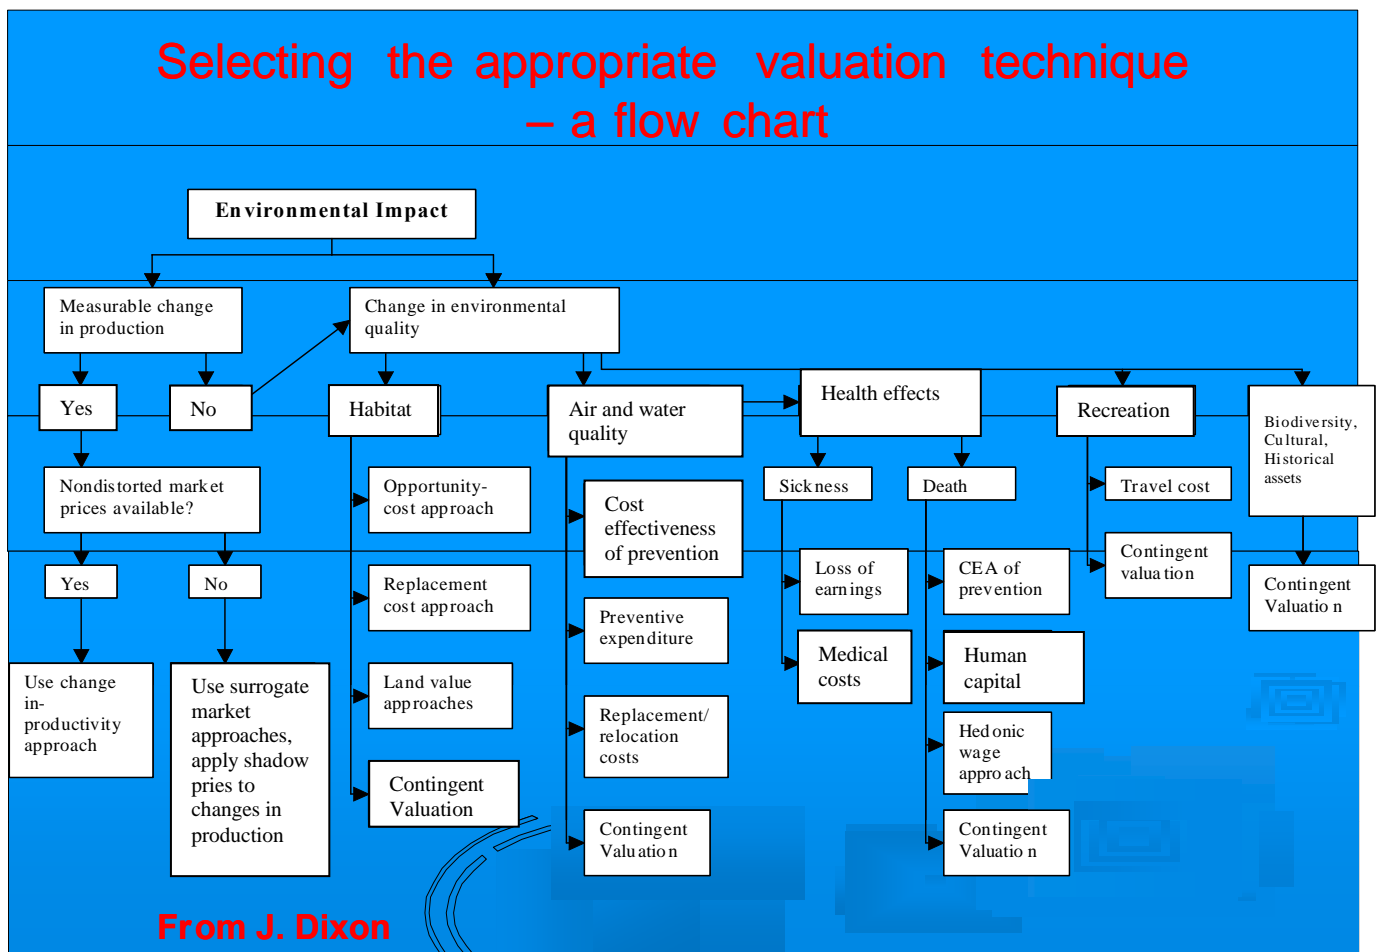 Selecting the appropriate valuation technique
– a flow chart
Environmental Impact
Measurable change
in production
Change in environmental
quality
Yes
No
Habitat
Air and water
quality
Health effects
Recreation
Biodiversity,
Cultural,
Historical
assets
Nondistorted market
prices available?
Opportunity-
cost approach
Cost
effectiveness
of prevention
Sickness
Death
Travel cost
Yes
No
Replacement
cost approach
Loss of
earnings
CEA of
prevention
Contingent
valuation
Contingent
Valuation
Preventive
expenditure
Medical
costs
Human
capital
Use change
in-
productivity
approach
Use surrogate
market
approaches,
apply shadow
pries to
changes in
production
Land value
approaches
Replacement/
relocation
costs
Hedonic
wage
approach
Contingent
Valuation
Contingent
Valuation
Contingent
Valuation
From J. Dixon